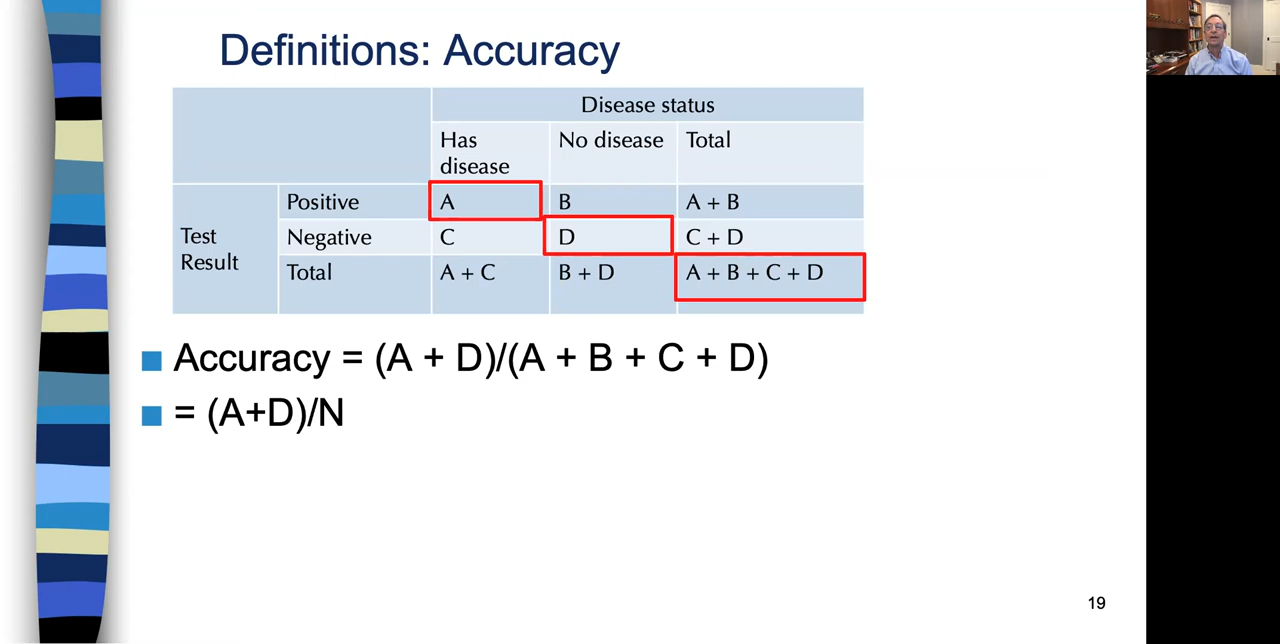 Definitions: Accuracy
Disease status
Has disease No disease Total
Positive A B A + B
Test Result Negative C D C + D
Total A + C B + D A + B + C + D
Accuracy = (A + D)/(A + B + C + D)
= (A+D)/N
19